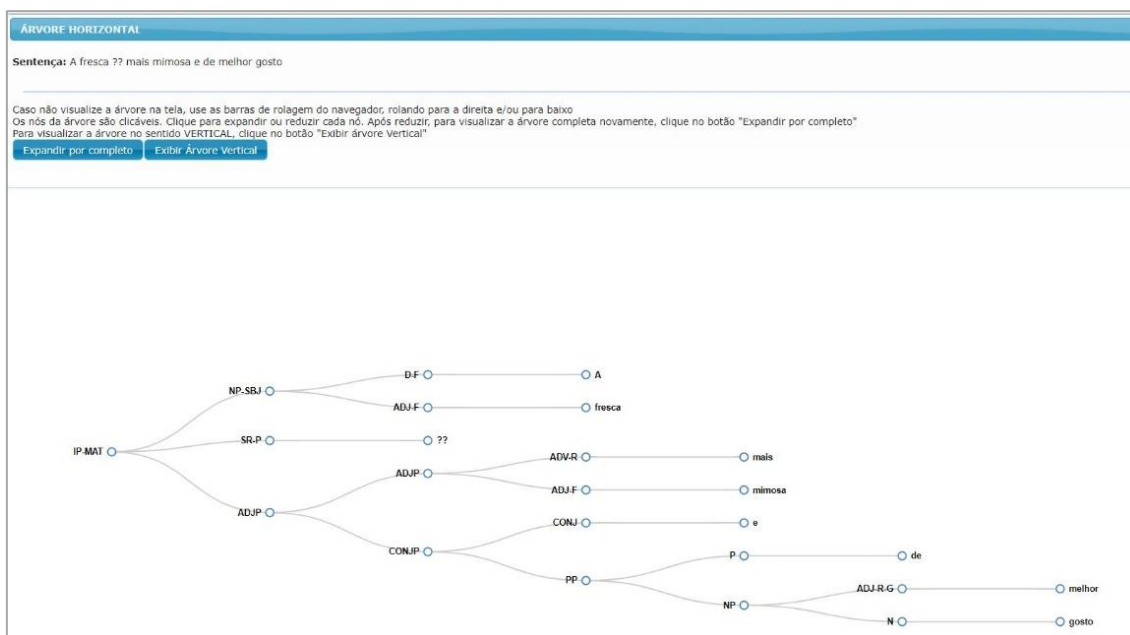 ÁRVORE HORIZONTAL
Sentença: A fresca ?? mais mimosa e de melhor gosto
Caso não visualize a árvore na tela, use as barras de rolagem do navegador, rolando para a direita e/ou para baixo
Os nós da árvore são clicáveis. Clique para expandir ou reduzir cada nó. Após reduzir, para visualizar a árvore completa novamente, clique no botão "Expandir por completo"
Para visualizar a árvore no sentido VERTICAL, clique no botão "Exibir árvore Vertical"
Expandir por completo Exibir Árvore Vertical
D-F A
NP-SBJ
ADJ-F fresca
SR-P ??
IP-MAT
ADV-R mais
ADJP
ADJ-F mimosa
ADJP
CONJ e
CONJP
P de
PP
ADJ-R-G melhor
NP
N gosto